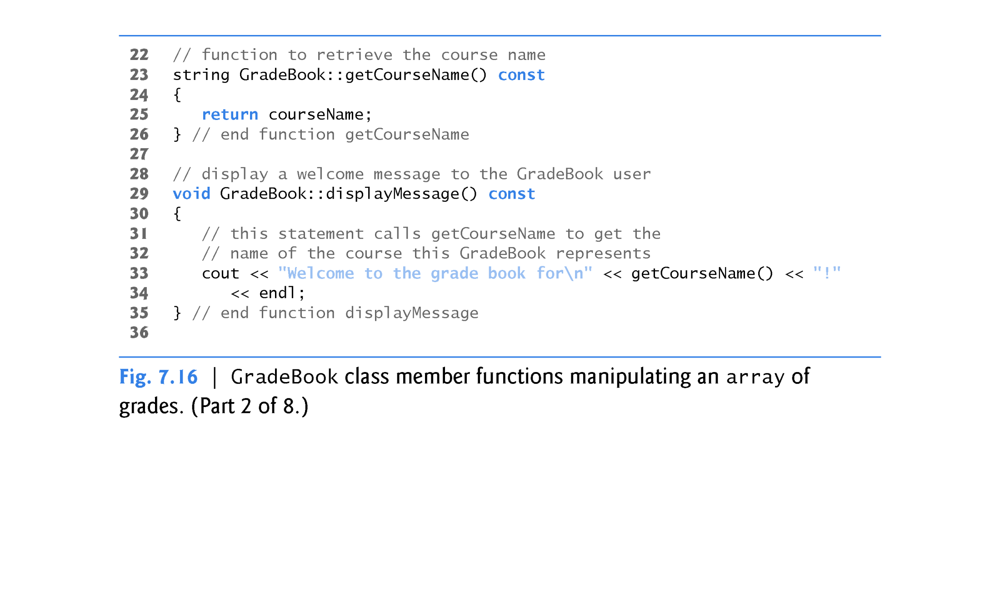 22 // function to retrieve the course name
23 string GradeBook::getCourseName() const
24 {
25    return courseName;
26 } // end function getCourseName
27
28 // display a welcome message to the GradeBook user
29 void GradeBook::displayMessage() const
30 {
31    // this statement calls getCourseName to get the
32    // name of the course this GradeBook represents
33    cout << "Welcome to the grade book for\n" << getCourseName() << "!"
34       << endl;
35 } // end function displayMessage
36
Fig. 7.16 | GradeBook class member functions manipulating an array of
grades. (Part 2 of 8.)